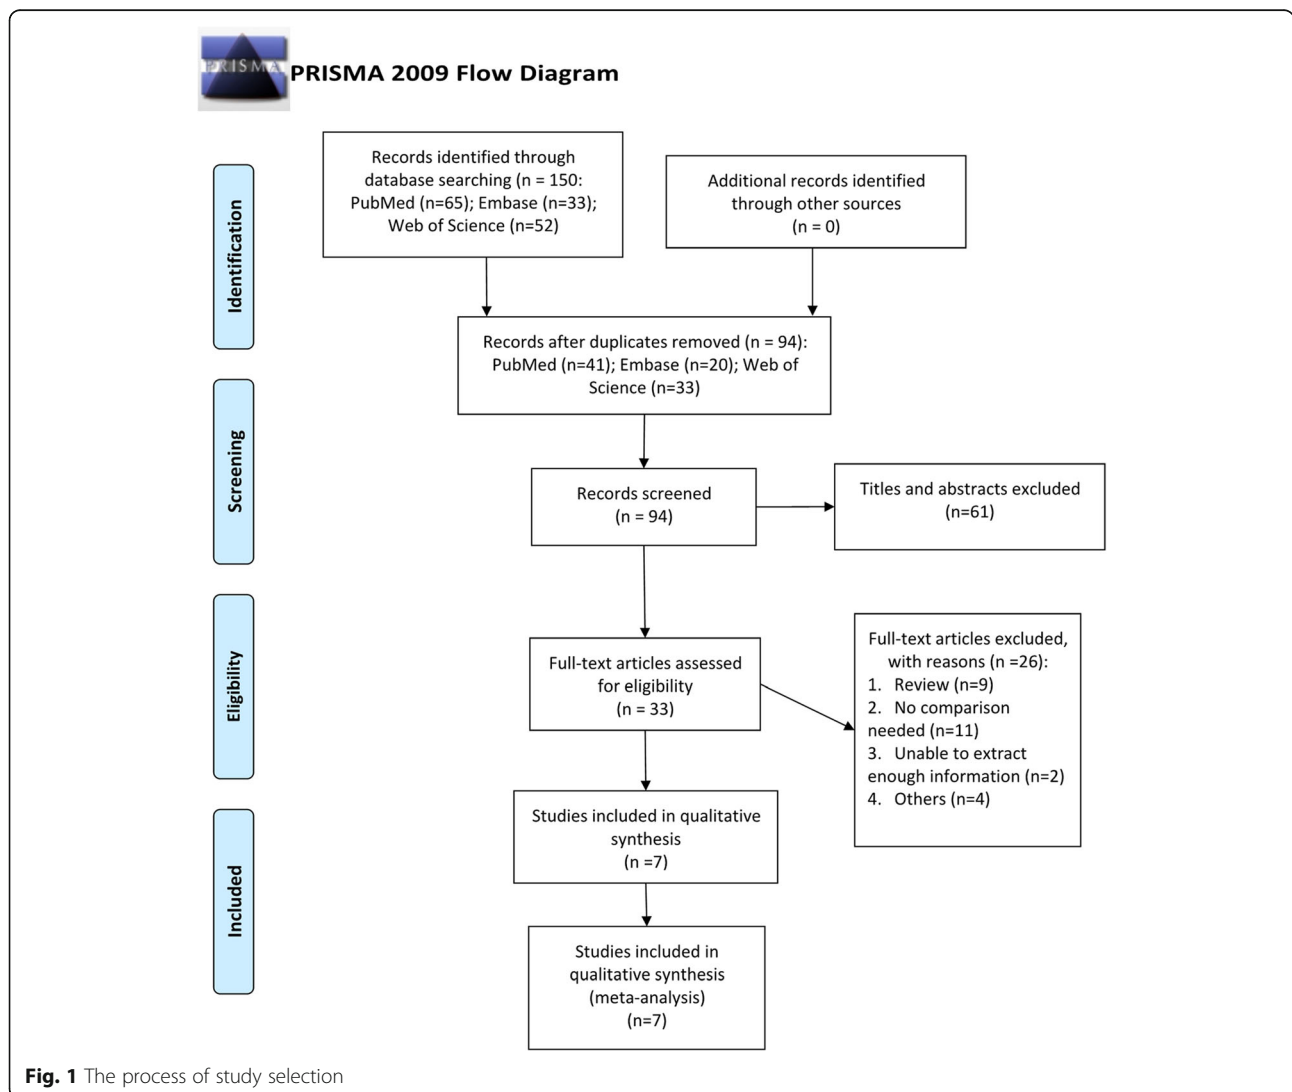 PRISMA
PRISMA 2009 Flow Diagram
Records identified through
database searching (n = 150:
PubMed (n=65); Embase (n=33);
Web of Science (n=52)
Additional records identified
through other sources
(n = 0)
Identification
Records after duplicates removed (n = 94):
PubMed (n=41); Embase (n=20); Web of
Science (n=33)
Screening
Records screened
(n = 94)
Titles and abstracts excluded
(n=61)
Eligibility
Full-text articles assessed
for eligibility
(n = 33)
Full-text articles excluded,
with reasons (n =26):
1. Review (n=9)
2. No comparison
needed (n=11)
3. Unable to extract
enough information (n=2)
4. Others (n=4)
Included
Studies included in qualitative
synthesis
(n =7)
Studies included in
qualitative synthesis
(meta-analysis)
(n=7)
Fig. 1 The process of study selection